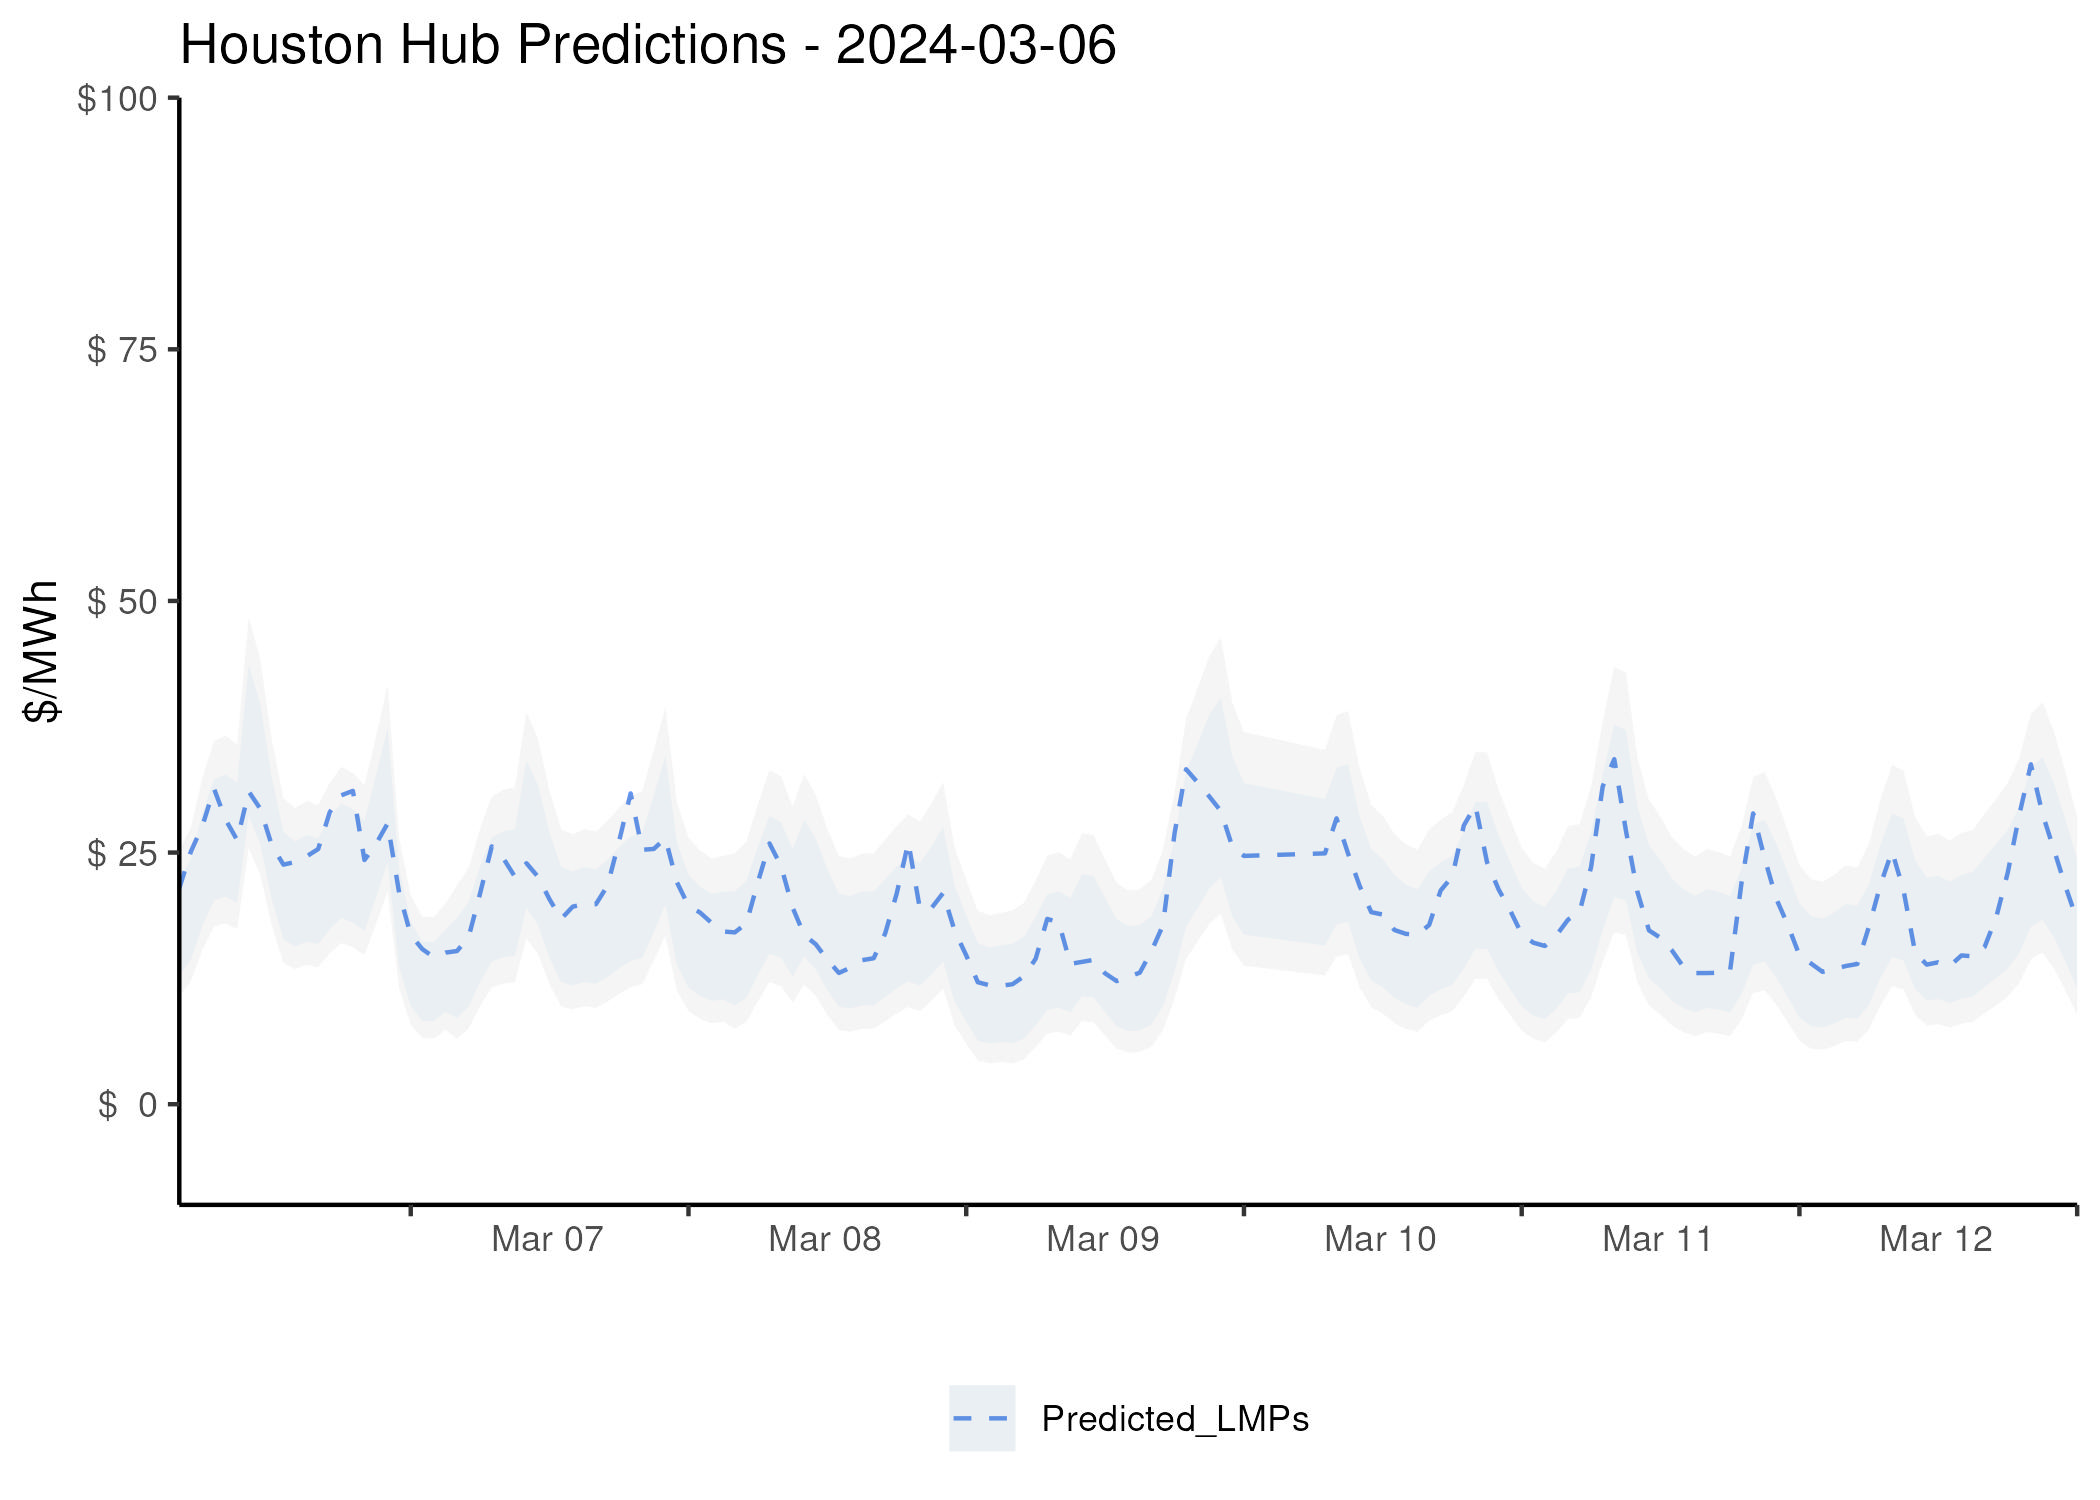 Houston Hub Predictions - 2024-03-06
$100
$ 75
$ 50
$ 25
$ 0
$/MWh
Mar 07 Mar 08 Mar 09 Mar 10 Mar 11 Mar 12
Predicted_LMPs